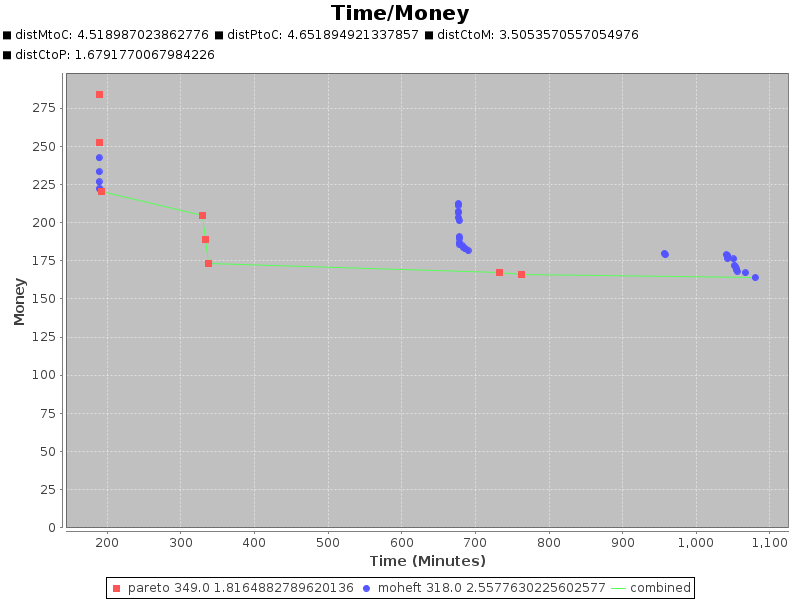 Time/Money
distMtoC: 4.518987023862776 distPtoC: 4.651894921337857 distCtoM: 3.5053570557054976
distCtoP: 1.6791770067984226
275
250
225
200
175
150
125
100
75
50
25
0
Money
200 300 400 500 600 700 800 900 1,000 1,100
Time (Minutes)
pareto 349.0 1.8164882789620136 moheft 318.0 2.5577630225602577 combined